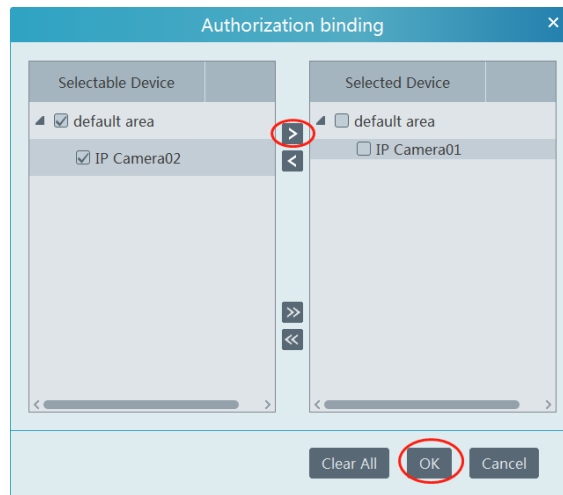 Authorization binding
Selectable Device
Selected Device
default area
IP Camera02
default area
IP Camera01
Clear All
OK
Cancel